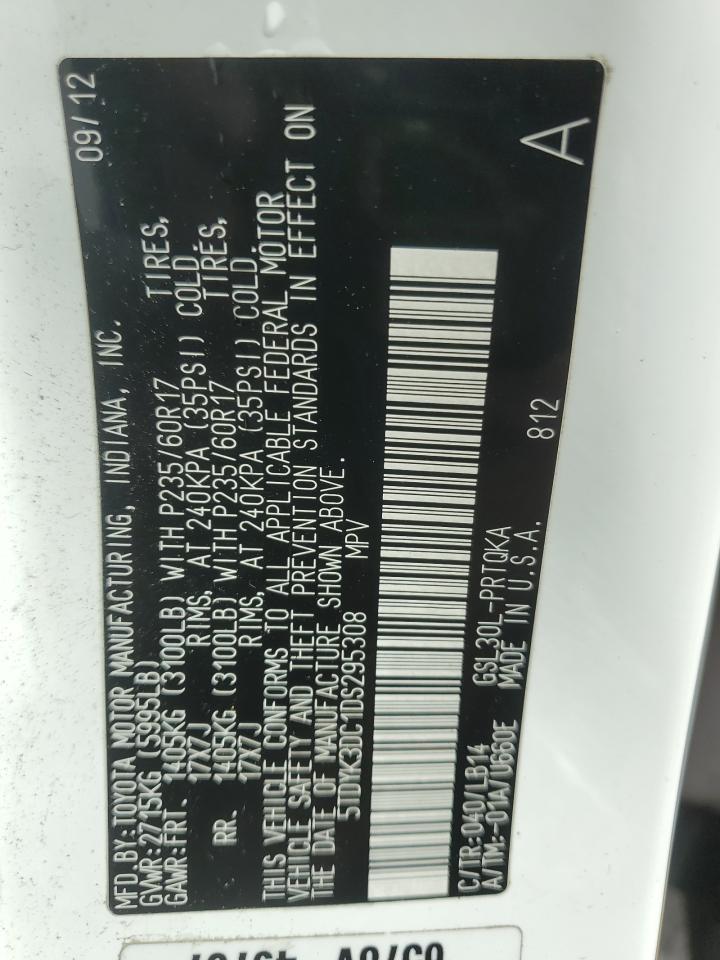 MFD.BY:TOYOTA MOTOR MANUFACTURING, INDIANA, INC. 09/12
GVWR:2715KG (5995LB)
GAWR:FRT. 1405KG (3100LB) WITH P235/60R17 TIRES,
17X7J RIMS, AT 240KPA (35PSI) COLD.
RR. 1405KG (3100LB) WITH P235/60R17 TIRES,
17X7J RIMS, AT 240KPA (35PSI) COLD.
THIS VEHICLE CONFORMS TO ALL APPLICABLE FEDERAL MOTOR
VEHICLE SAFETY AND THEFT PREVENTION STANDARDS IN EFFECT ON
THE DATE OF MANUFACTURE SHOWN ABOVE.
5TDYK3DC1DS295308 MPV
C/TR:040/LB14 GSL30L-PRTQKA
A/TM:-01A/U660E MADE IN U.S.A. 812 A